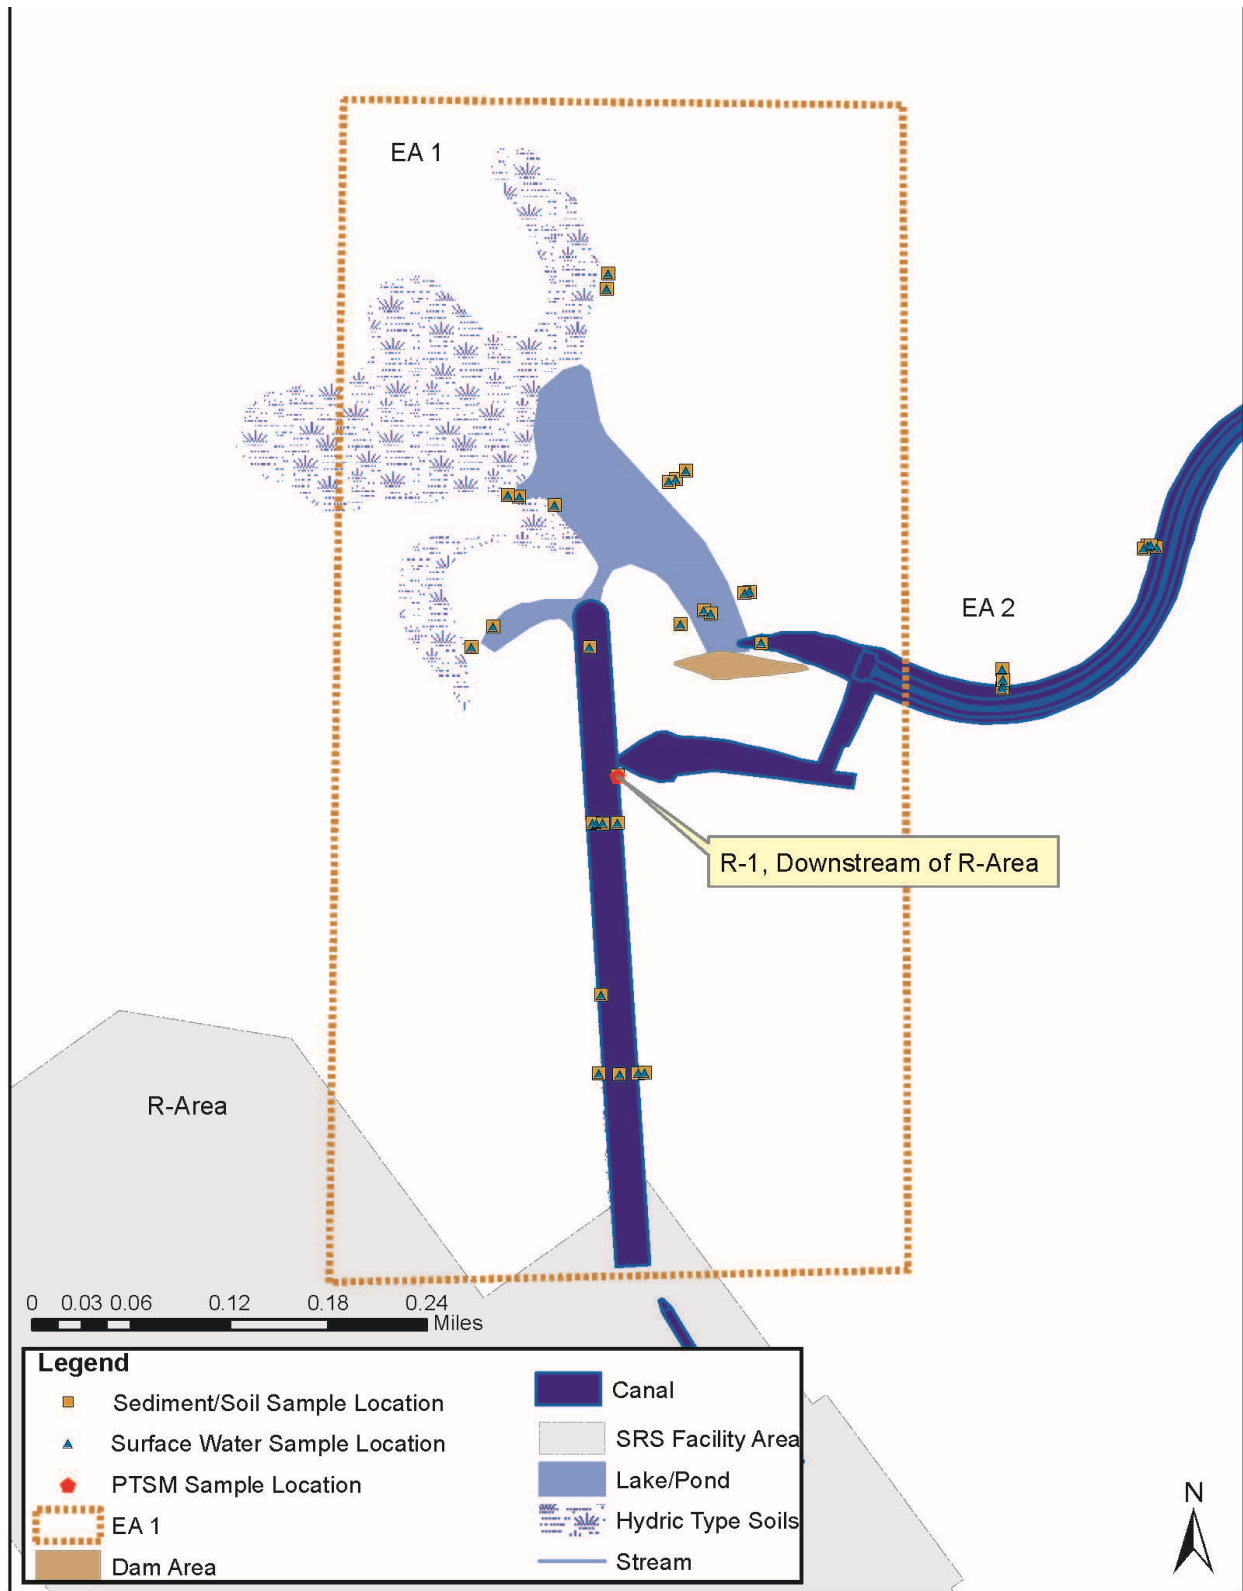 EA 1
EA 2
R-1, Downstream of R-Area
R-Area
0 0.03 0.06 0.12 0.18 0.24
Miles
Legend
Sediment/Soil Sample Location
Surface Water Sample Location
PTSM Sample Location
EA 1
Dam Area
Canal
SRS Facility Area
Lake/Pond
Hydric Type Soils
Stream
N